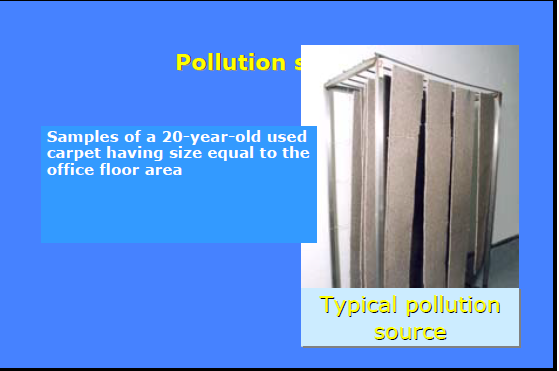 Pollution s
Samples of a 20-year-old used
carpet having size equal to the
office floor area
Typical pollution
source